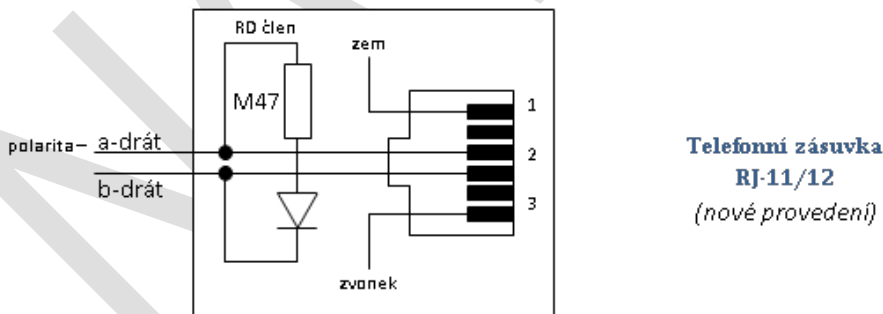 RD člen
zem
M47
1
polarita– a-drát
2
b-drát
3
zvonek
Telefonní zásuvka
RJ-11/12
(nové provedení)